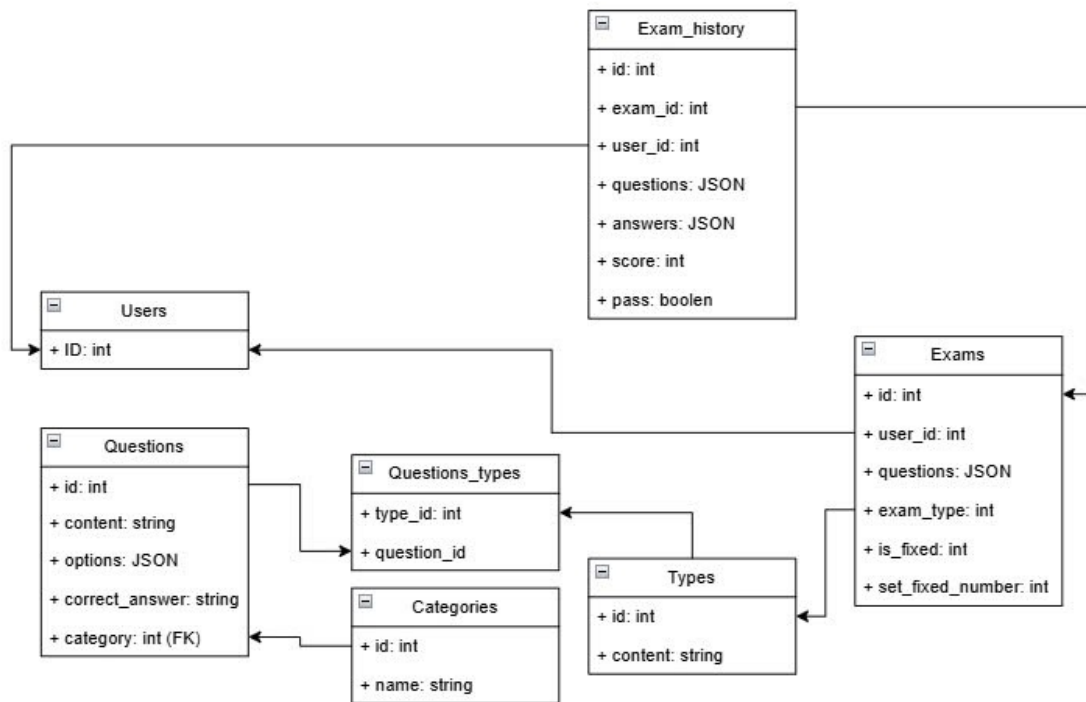 Exam_history
+ id: int
+ exam_id: int
+ user_id: int
+ questions: JSON
+ answers: JSON
+ score: int
+ pass: boolen
Users
+ ID: int
Exams
+ id: int
+ user_id: int
+ questions: JSON
+ exam_type: int
+ is_fixed: int
+ set_fixed_number: int
Questions
+ id: int
+ content: string
+ options: JSON
+ correct_answer: string
+ category: int (FK)
Questions_types
+ type_id: int
+ question_id
Categories
+ id: int
+ name: string
Types
+ id: int
+ content: string